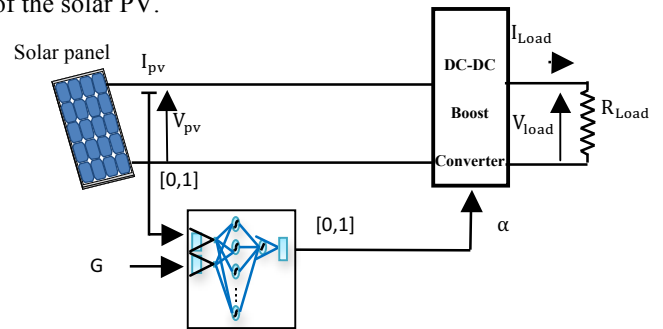 of the solar PV.
Solar panel
I_pv
V_pv
[0,1]
G
[0,1]
α
DC-DC
Boost
Converter
I_Load
V_load
R_Load